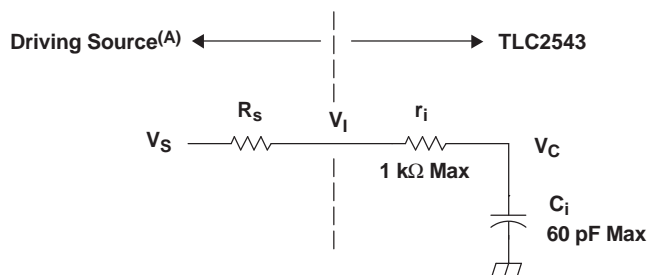 Driving Source(A)
TLC2543
Rs
VI
ri
VS
VC
1 kΩ Max
Ci
60 pF Max